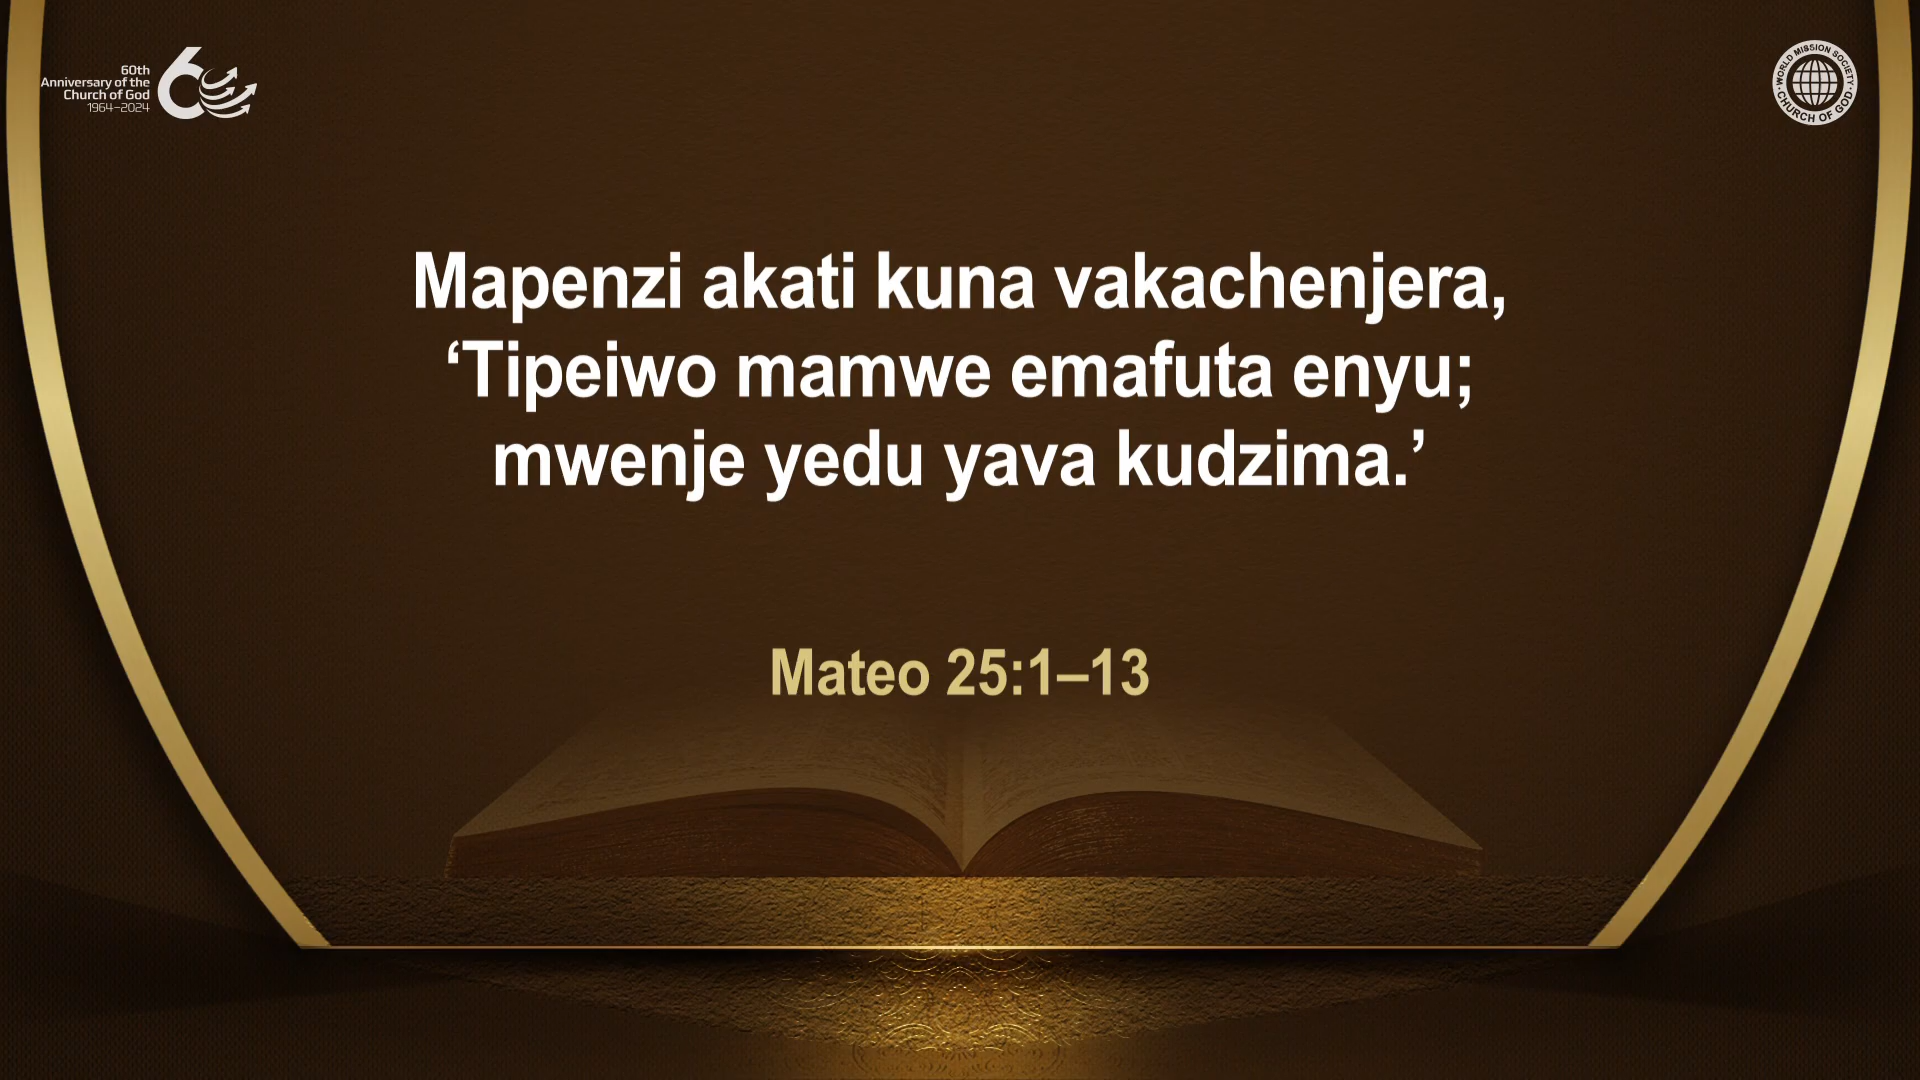 60th
Anniversary of the
Church of God
1964–2024
WORLD MISSION SOCIETY
CHURCH OF GOD
Mapenzi akati kuna vakachenjera,
‘Tipeiwo mamwe emafuta enyu;
mwenje yedu yava kudzima.’
Mateo 25:1–13